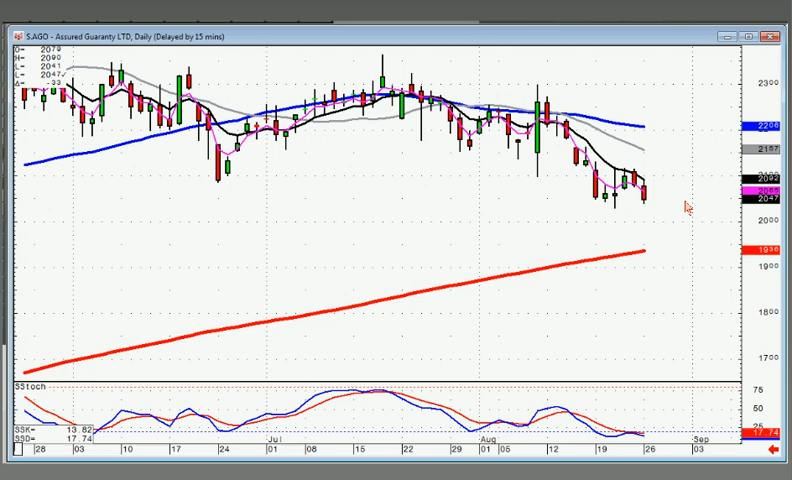 S.AGO - Assured Guaranty LTD, Daily (Delayed by 15 mins)
O= 2079
H= 2090
L= 2041
L= 2047
Δ= -33
2300
2206
2157
2092
2065
2047
2000
1936
1900
1800
1700
SStoch
75
50
25
17.74
SSK= 13.82
SSD= 17.74
Jul
Aug
Sep
28 03 10 17 24 01 08 15 22 29 01 05 12 19 26 03